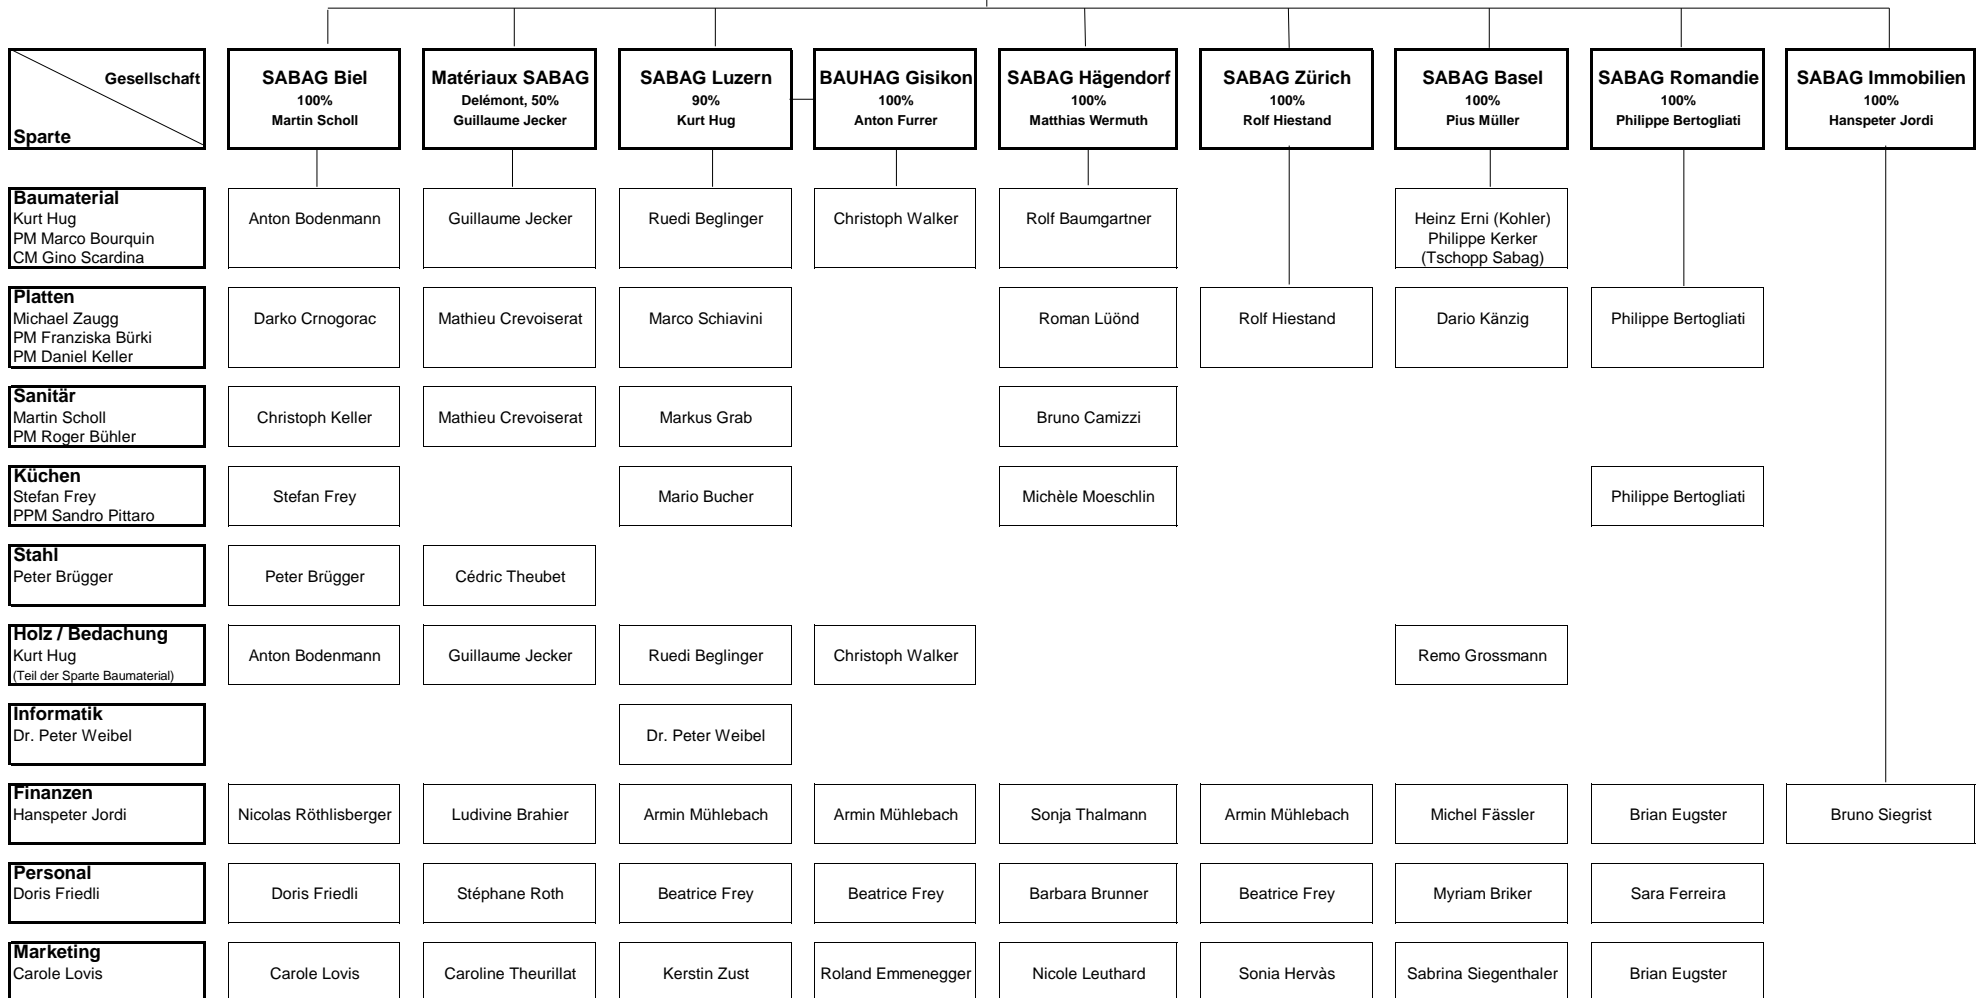 Gesellschaft
Sparte
SABAG Biel
100%
Martin Scholl
Matériaux SABAG
Delémont, 50%
Guillaume Jecker
SABAG Luzern
90%
Kurt Hug
BAUHAG Gisikon
100%
Anton Furrer
SABAG Hägendorf
100%
Matthias Wermuth
SABAG Zürich
100%
Rolf Hiestand
SABAG Basel
100%
Pius Müller
SABAG Romandie
100%
Philippe Bertogliati
SABAG Immobilien
100%
Hanspeter Jordi
Baumaterial
Kurt Hug
PM Marco Bourquin
CM Gino Scardina
Anton Bodenmann
Guillaume Jecker
Ruedi Beglinger
Christoph Walker
Rolf Baumgartner
Heinz Erni (Kohler)
Philippe Kerker
(Tschopp Sabag)
Platten
Michael Zaugg
PM Franziska Bürki
PM Daniel Keller
Darko Crnogorac
Mathieu Crevoiserat
Marco Schiavini
Roman Lüönd
Rolf Hiestand
Dario Känzig
Philippe Bertogliati
Sanitär
Martin Scholl
PM Roger Bühler
Christoph Keller
Mathieu Crevoiserat
Markus Grab
Bruno Camizzi
Küchen
Stefan Frey
PPM Sandro Pittaro
Stefan Frey
Mario Bucher
Michèle Moeschlin
Philippe Bertogliati
Stahl
Peter Brügger
Peter Brügger
Cédric Theubet
Holz / Bedachung
Kurt Hug
(Teil der Sparte Baumaterial)
Anton Bodenmann
Guillaume Jecker
Ruedi Beglinger
Christoph Walker
Remo Grossmann
Informatik
Dr. Peter Weibel
Dr. Peter Weibel
Finanzen
Hanspeter Jordi
Nicolas Röthlisberger
Ludivine Brahier
Armin Mühlebach
Armin Mühlebach
Sonja Thalmann
Armin Mühlebach
Michel Fässler
Brian Eugster
Bruno Siegrist
Personal
Doris Friedli
Doris Friedli
Stéphane Roth
Beatrice Frey
Beatrice Frey
Barbara Brunner
Beatrice Frey
Myriam Briker
Sara Ferreira
Marketing
Carole Lovis
Carole Lovis
Caroline Theurillat
Kerstin Zust
Roland Emmenegger
Nicole Leuthard
Sonia Hervàs
Sabrina Siegenthaler
Brian Eugster